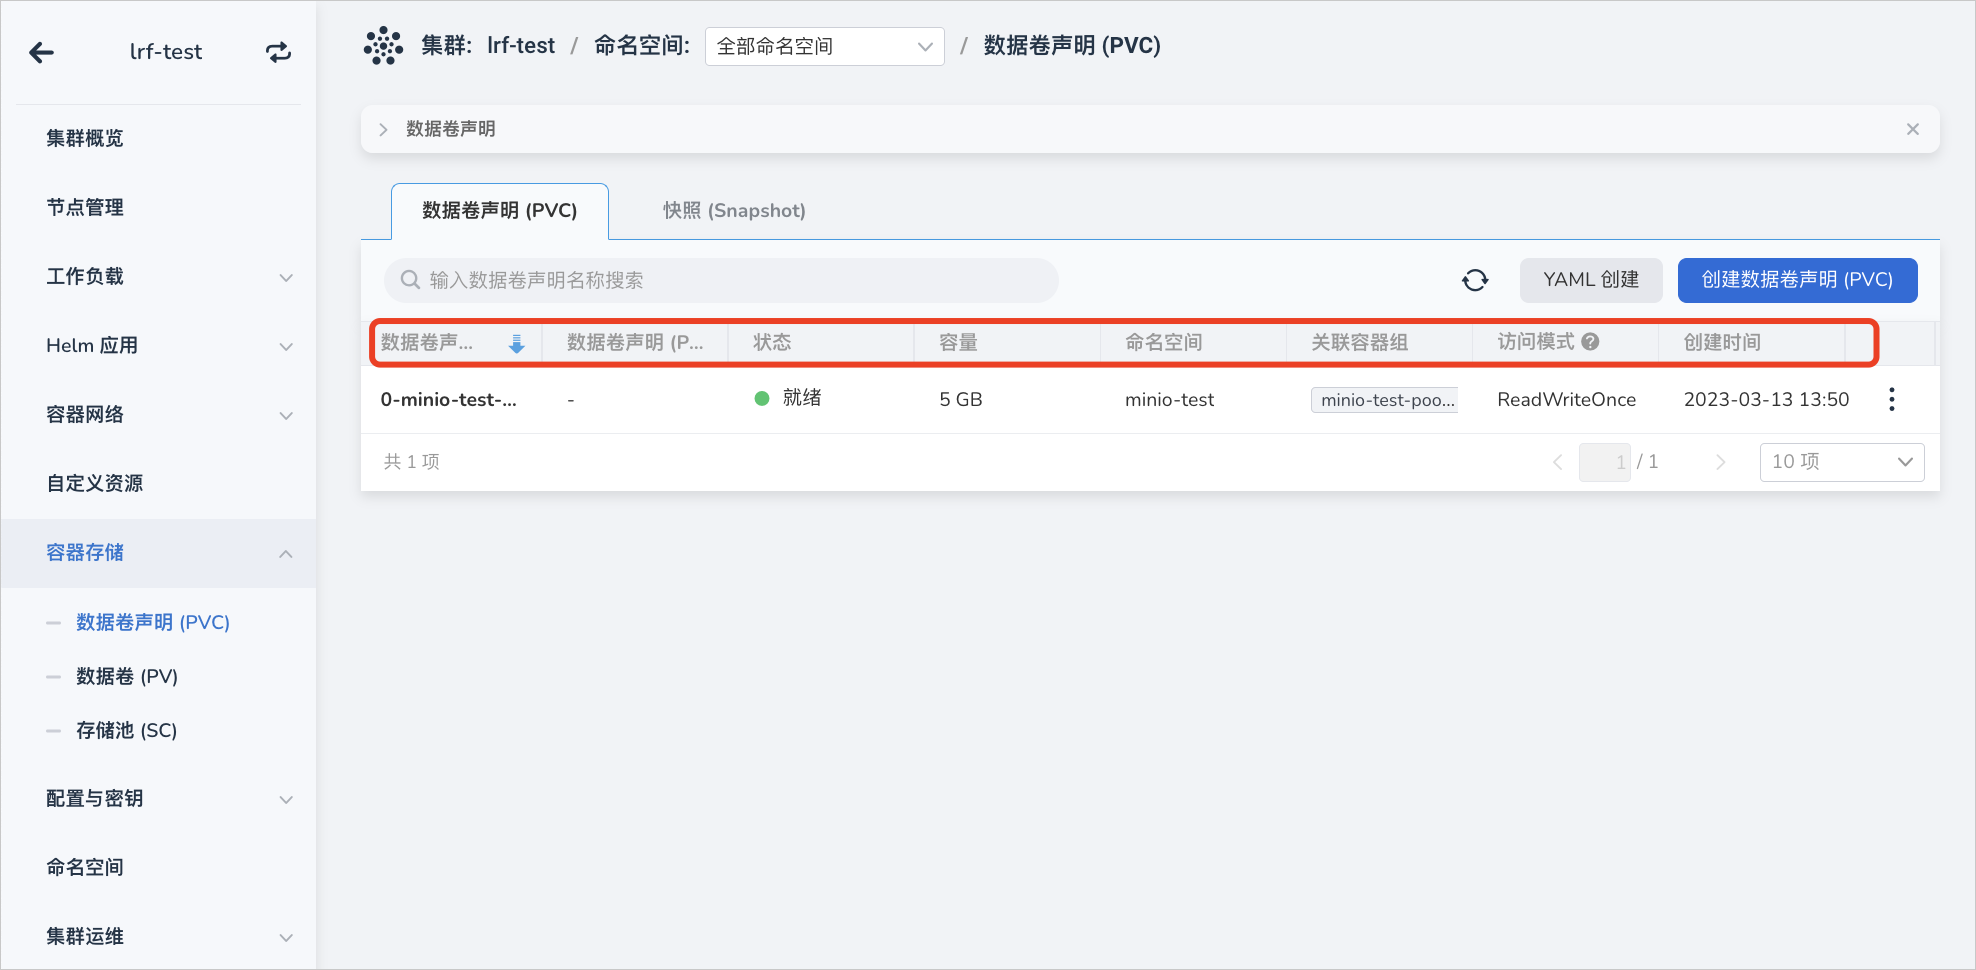 lrf-test
集群概览
节点管理
工作负载
Helm 应用
容器网络
自定义资源
容器存储
数据卷声明 (PVC)
数据卷 (PV)
存储池 (SC)
配置与密钥
命名空间
集群运维
集群: lrf-test / 命名空间: 全部命名空间 / 数据卷声明 (PVC)
数据卷声明
数据卷声明 (PVC) 快照 (Snapshot)
输入数据卷声明名称搜索 YAML 创建 创建数据卷声明 (PVC)
数据卷声... 数据卷声明 (P... 状态 容量 命名空间 关联容器组 访问模式 创建时间
0-minio-test-... - 就绪 5 GB minio-test minio-test-poo... ReadWriteOnce 2023-03-13 13:50
共 1 项 1 / 1 10 项